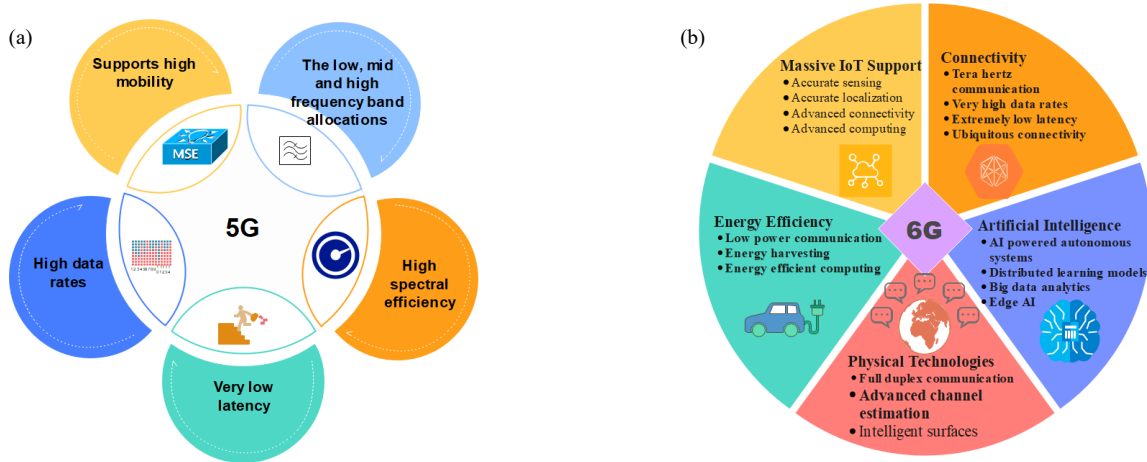 (a)
Supports high
mobility
The low, mid
and high
frequency band
allocations
MSE
5G
High data
rates
High
spectral
efficiency
Very low
latency
(b)
Massive IoT Support
• Accurate sensing
• Accurate localization
• Advanced connectivity
• Advanced computing
Connectivity
• Tera hertz
communication
• Very high data rates
• Extremely low latency
• Ubiquitous connectivity
Energy Efficiency
• Low power communication
• Energy harvesting
• Energy efficient computing
6G
Artificial Intelligence
• AI powered autonomous
systems
• Distributed learning models
• Big data analytics
• Edge AI
Physical Technologies
• Full duplex communication
• Advanced channel
estimation
• Intelligent surfaces